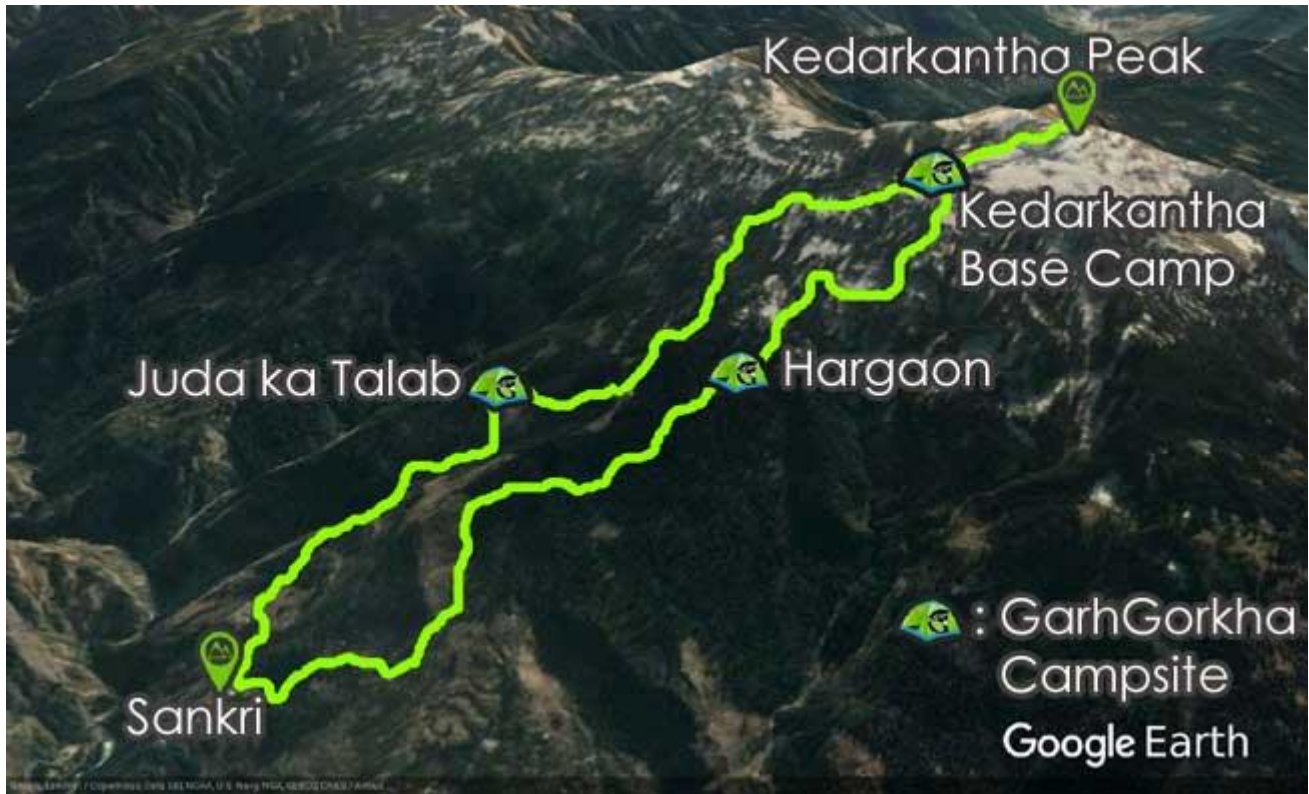 Kedarkantha Peak
Kedarkantha
Base Camp
Juda ka Talab
Hargaon
: GarhGorkha
Campsite
Sankri
Google Earth